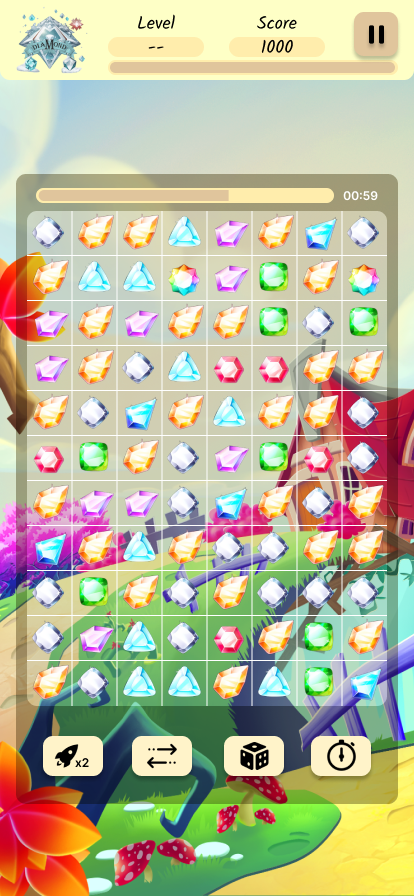 Level
Score
DIAMOND
--
1000
00:59
x2